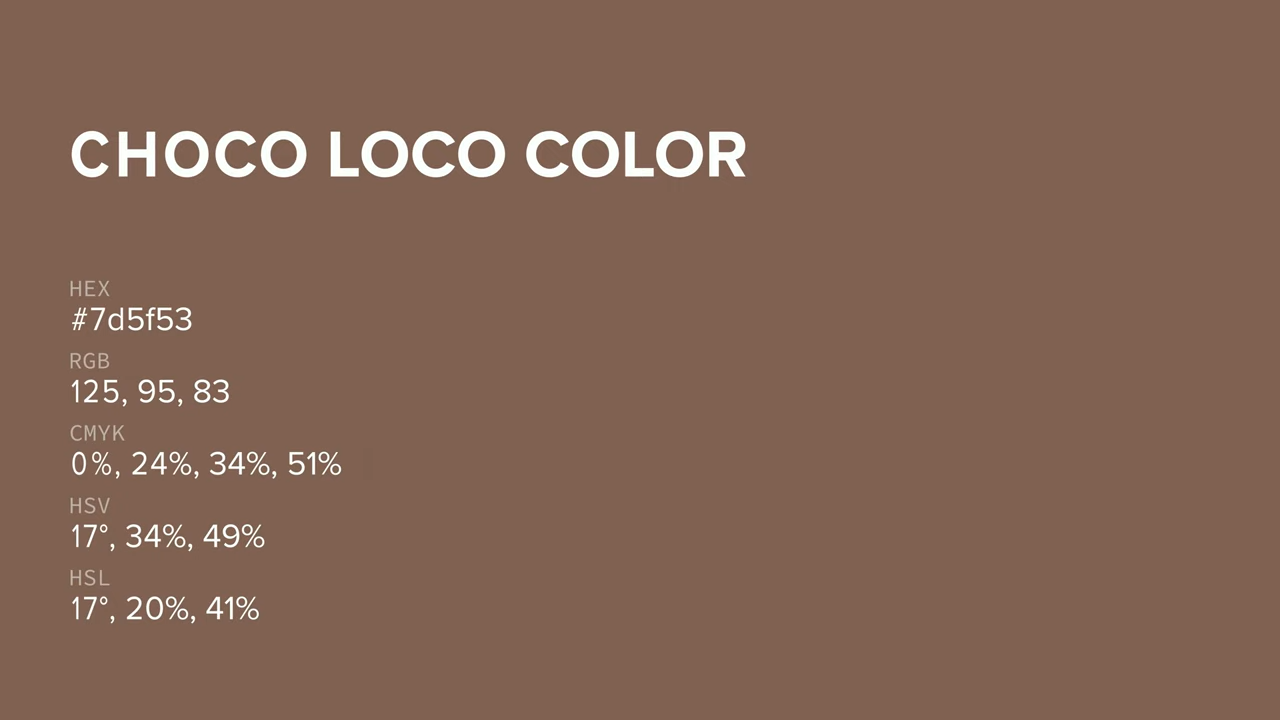 CHOCO LOCO COLOR
HEX
#7d5f53
RGB
125, 95, 83
CMYK
0%, 24%, 34%, 51%
HSV
17°, 34%, 49%
HSL
17°, 20%, 41%